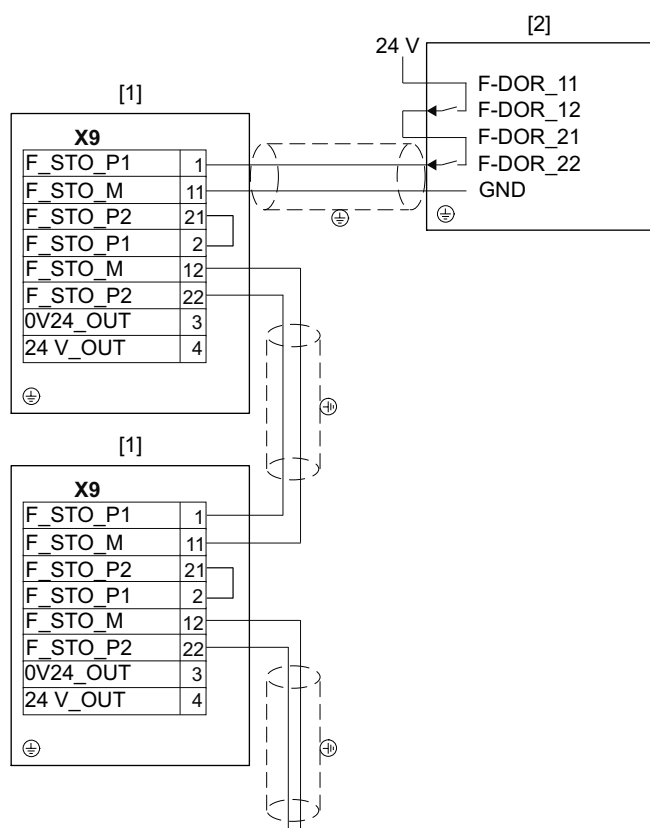 [2]
24 V
F-DOR_11
F-DOR_12
F-DOR_21
F-DOR_22
GND
[1]
X9
F_STO_P1 1
F_STO_M 11
F_STO_P2 21
F_STO_P1 2
F_STO_M 12
F_STO_P2 22
0V24_OUT 3
24 V_OUT 4
[1]
X9
F_STO_P1 1
F_STO_M 11
F_STO_P2 21
F_STO_P1 2
F_STO_M 12
F_STO_P2 22
0V24_OUT 3
24 V_OUT 4